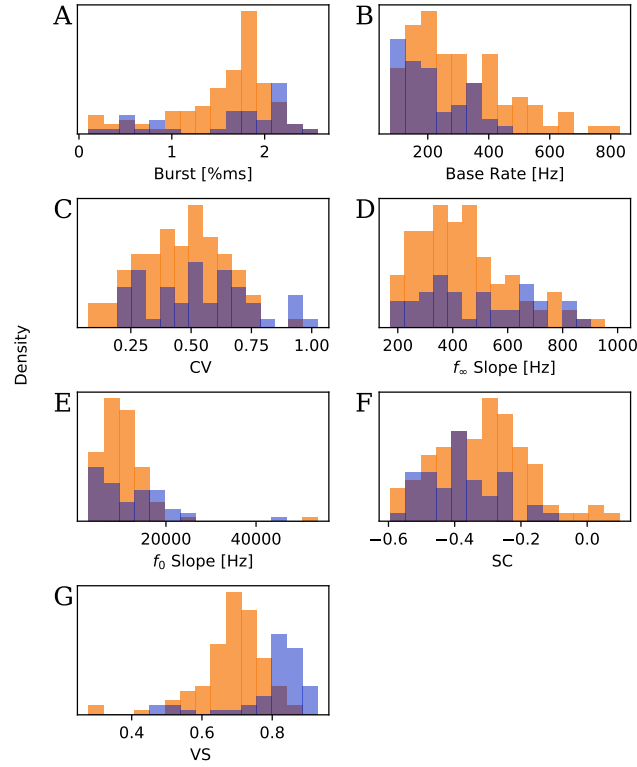 A
B
0
1
2
200
400
600
800
Burst [%ms]
Base Rate [Hz]
C
D
0.25
0.50
0.75
1.00
200
400
600
800
1000
CV
f∞ Slope [Hz]
Density
E
F
20000
40000
−0.6
−0.4
−0.2
0.0
f0 Slope [Hz]
SC
G
0.4
0.6
0.8
VS